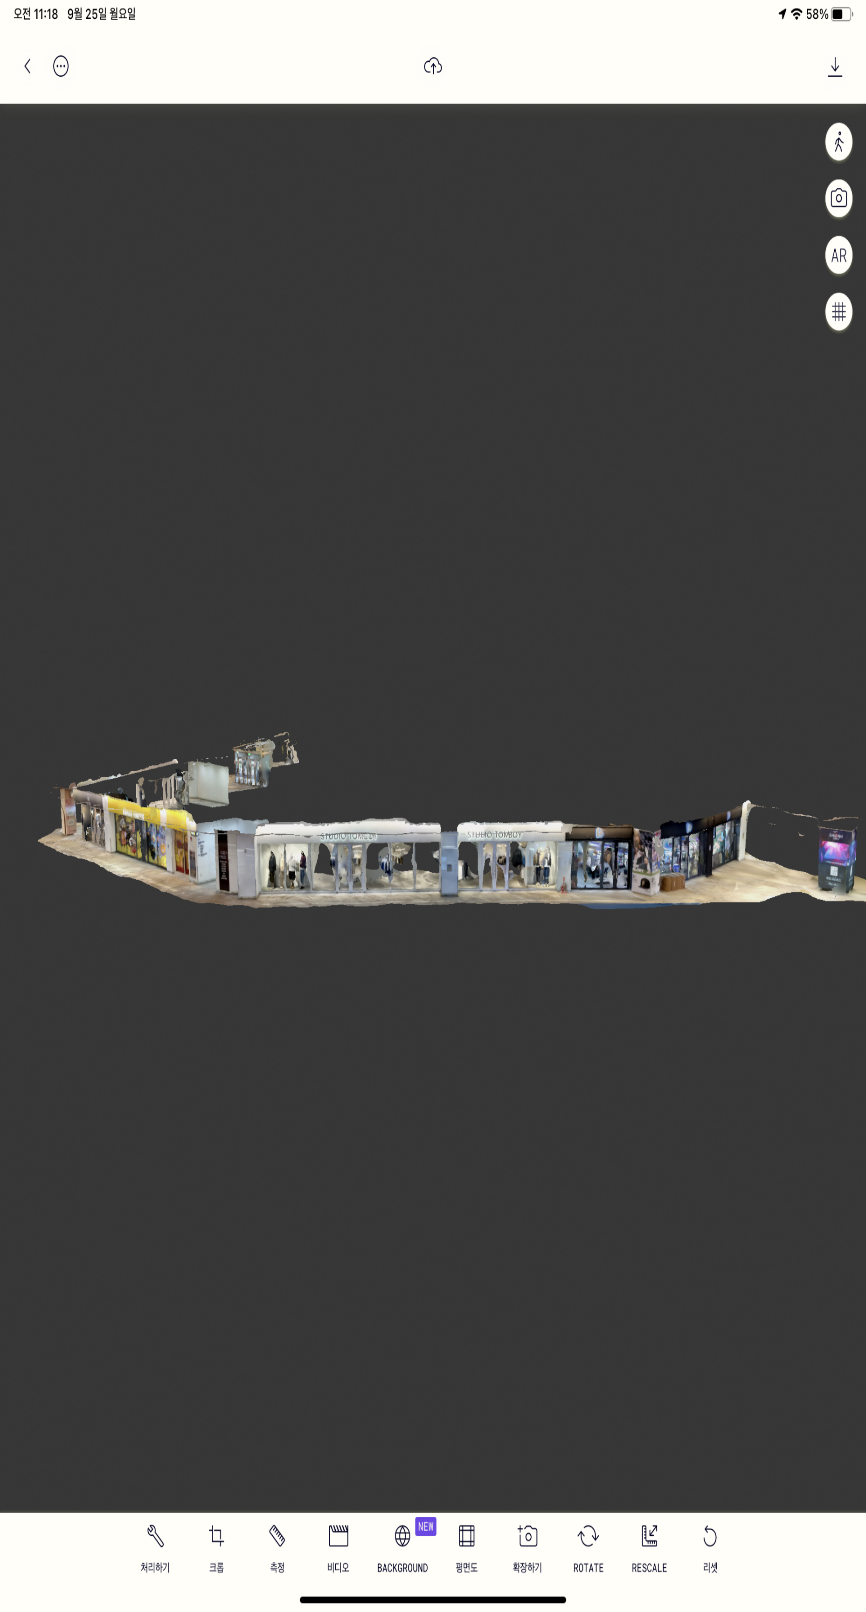 오전 11:18 9월 25일 월요일
58%
AR
STUDIO TOMBOY
STUDIO TOMBOY
NEW
처리하기 크롭 측정 비디오 BACKGROUND 평면도 확장하기 ROTATE RESCALE 리셋